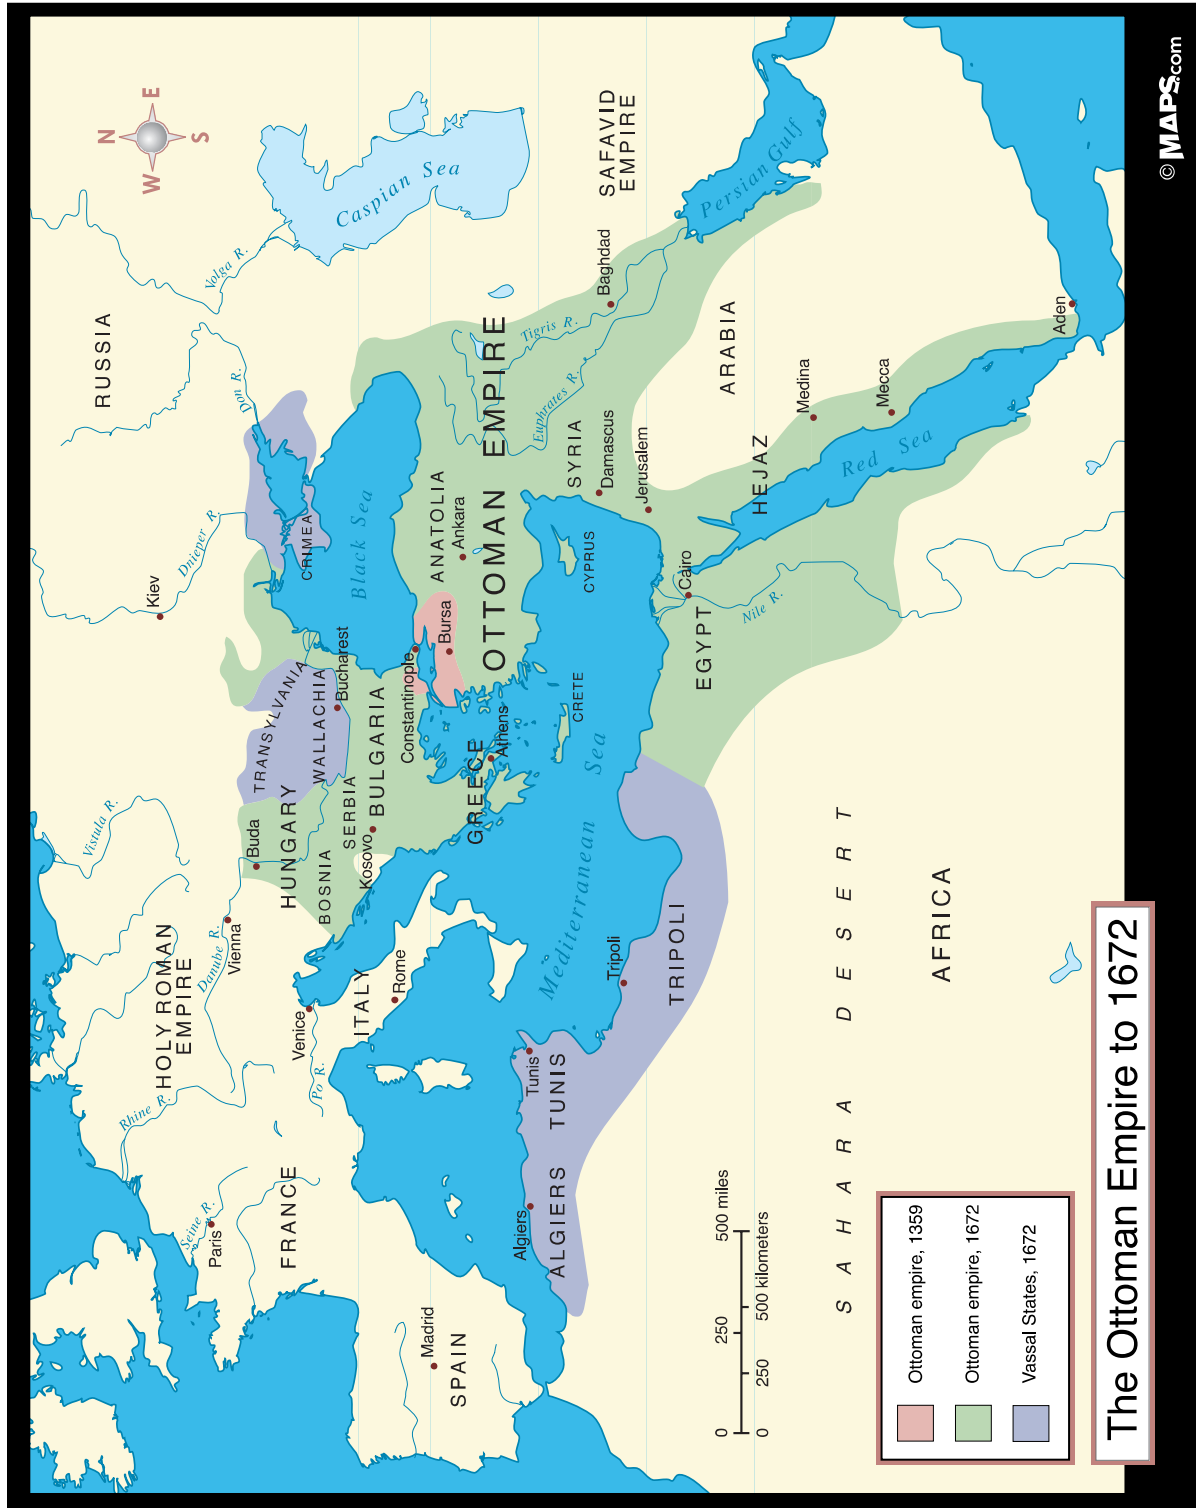 The Ottoman Empire to 1672
Ottoman empire, 1359
Ottoman empire, 1672
Vassal States, 1672
0 250 500 miles
0 250 500 kilometers
N
W
E
S
RUSSIA
Volga R.
Don R.
Dnieper R.
Kiev
Caspian Sea
SAFAVID
EMPIRE
Vistula R.
HOLY ROMAN
EMPIRE
Rhine R.
Danube R.
Vienna
Seine R.
Paris
FRANCE
Venice
Po R.
ITALY
Rome
Madrid
SPAIN
Buda
HUNGARY
TRANSYLVANIA
WALLACHIA
Bucharest
BOSNIA
SERBIA
Kosovo
BULGARIA
CRIMEA
Black Sea
Constantinople
Bursa
Ankara
ANATOLIA
OTTOMAN EMPIRE
GREECE
Athens
CRETE
CYPRUS
Mediterranean Sea
SYRIA
Damascus
Jerusalem
Tigris R.
Euphrates R.
Baghdad
Persian Gulf
ARABIA
Medina
Mecca
HEJAZ
Red Sea
Aden
Cairo
EGYPT
Nile R.
Tripoli
TRIPOLI
Tunis
TUNIS
Algiers
ALGIERS
SAHARA DESERT
AFRICA
© MAPS.com